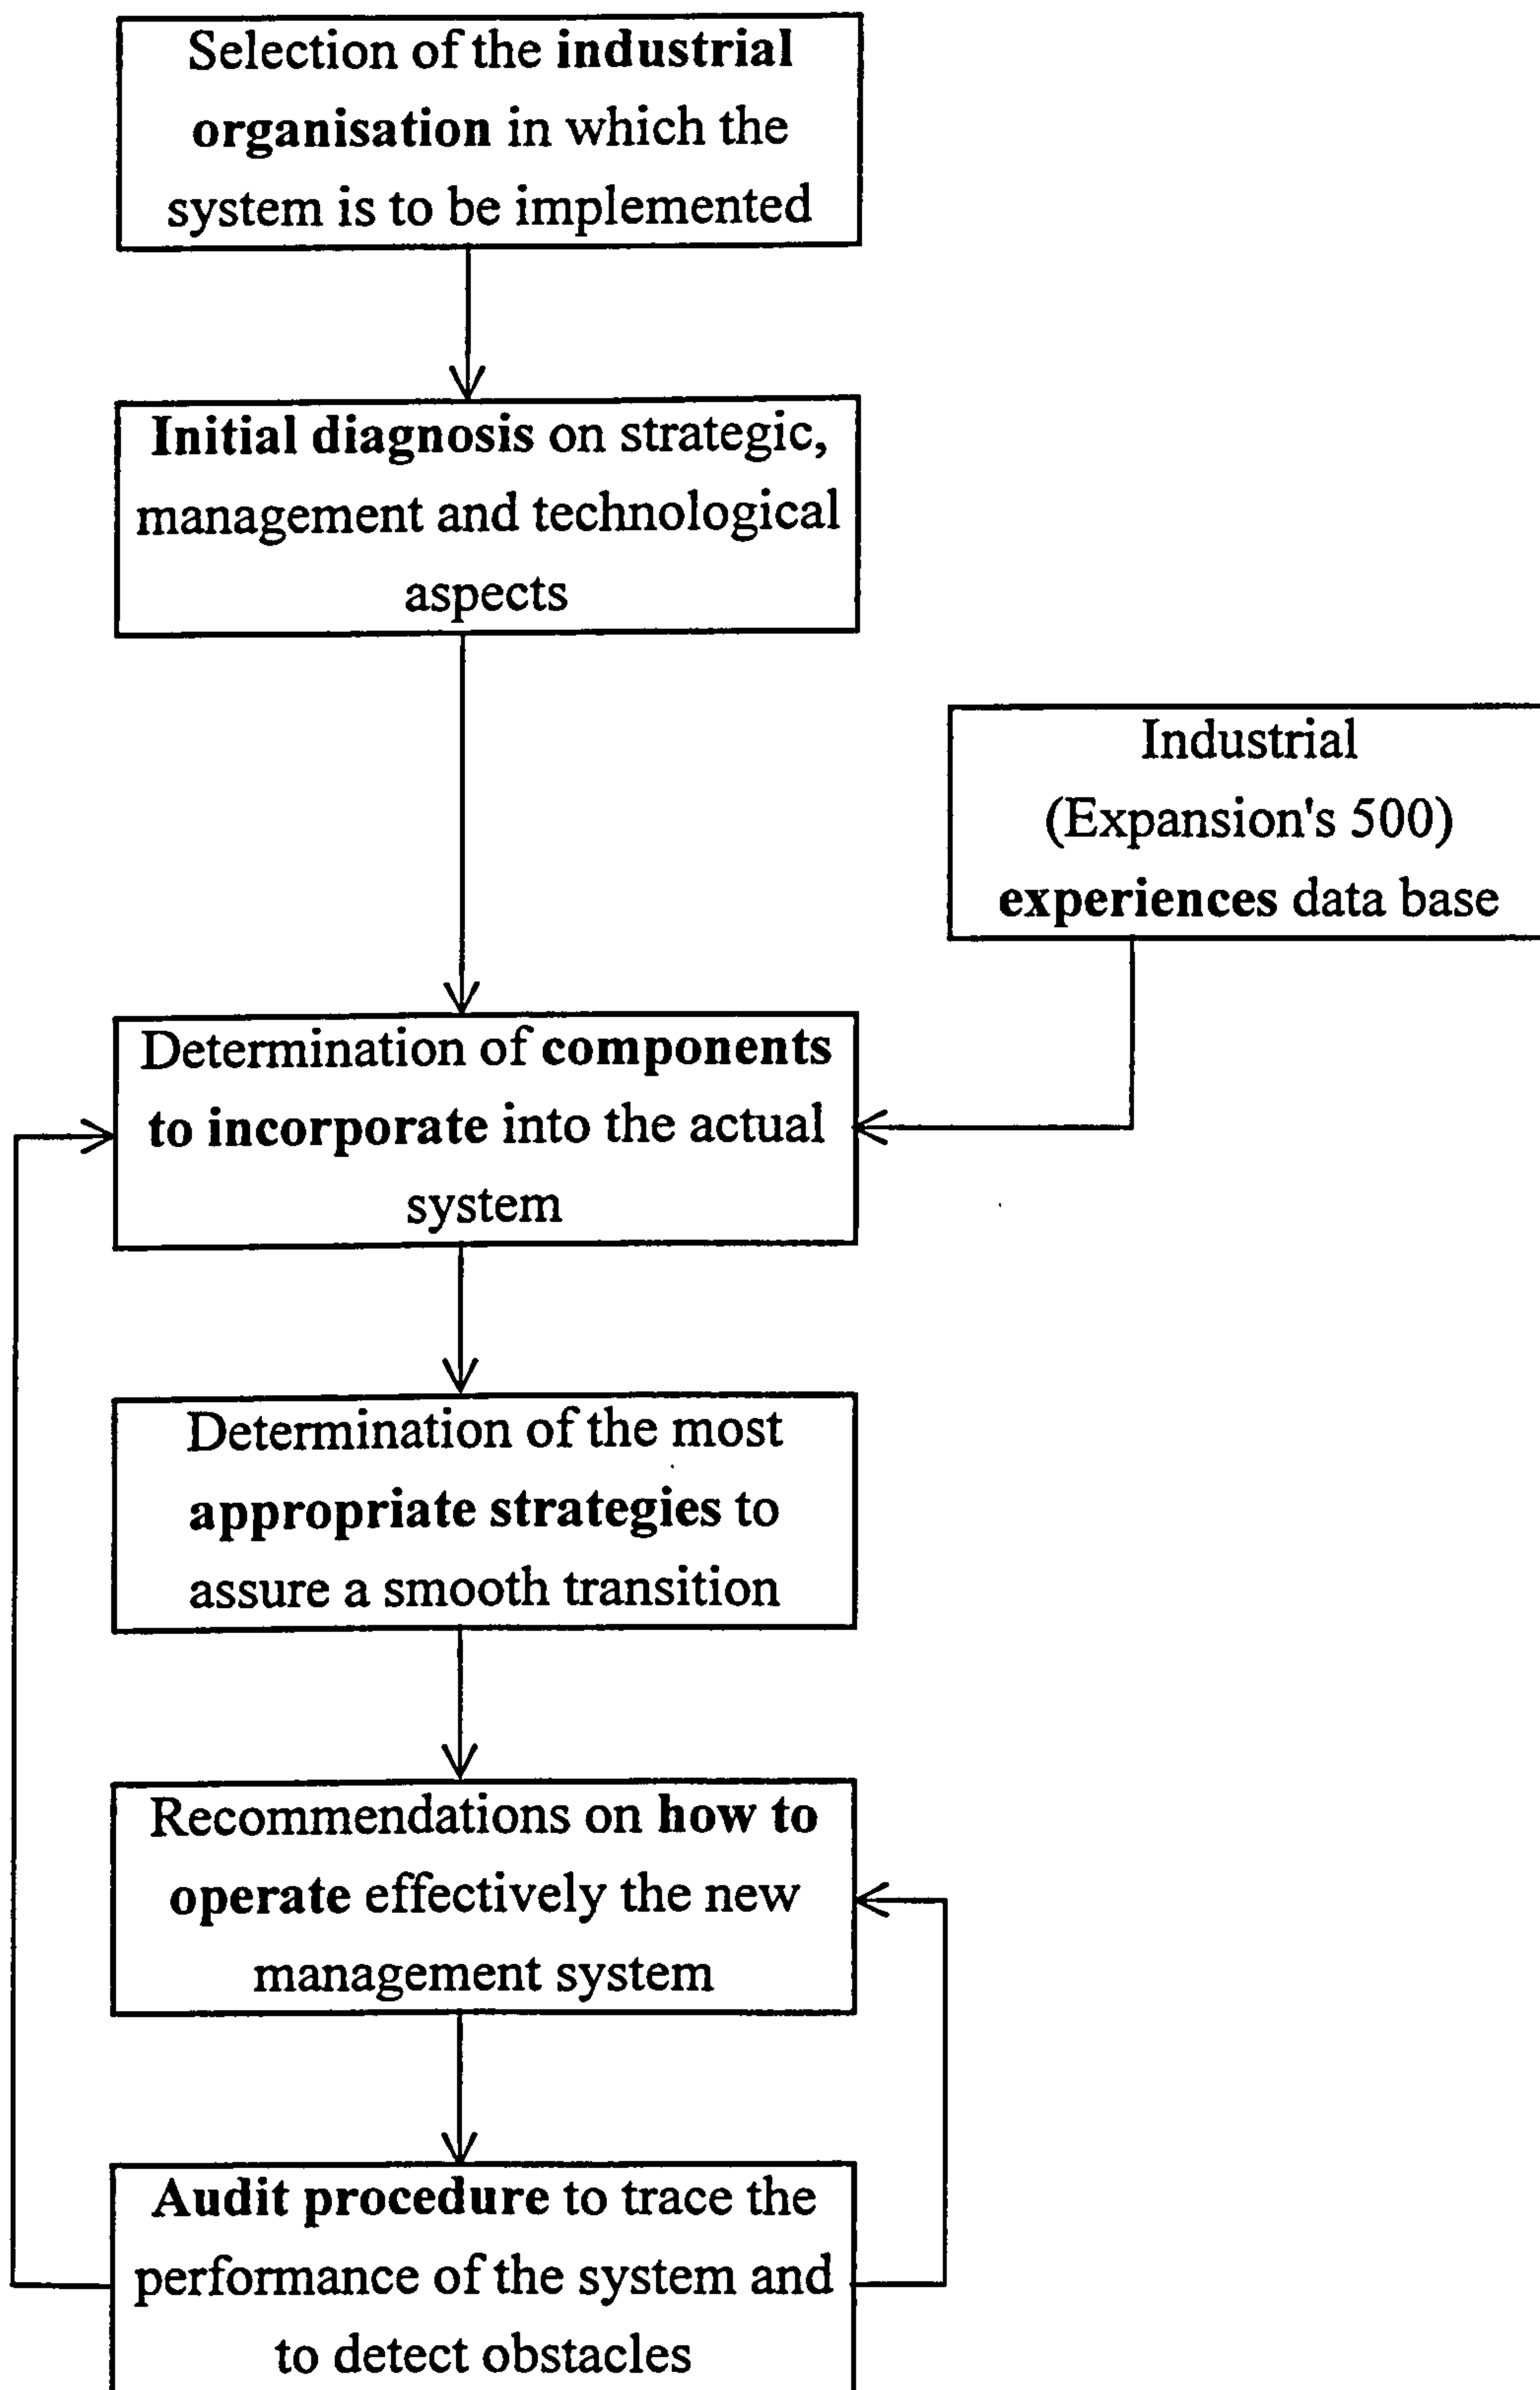 Selection of the industrial
organisation in which the
system is to be implemented
Initial diagnosis on strategic,
management and technological
aspects
Industrial
(Expansion's 500)
experiences data base
Determination of components
to incorporate into the actual
system
Determination of the most
appropriate strategies to
assure a smooth transition
Recommendations on how to
operate effectively the new
management system
Audit procedure to trace the
performance of the system and
to detect obstacles